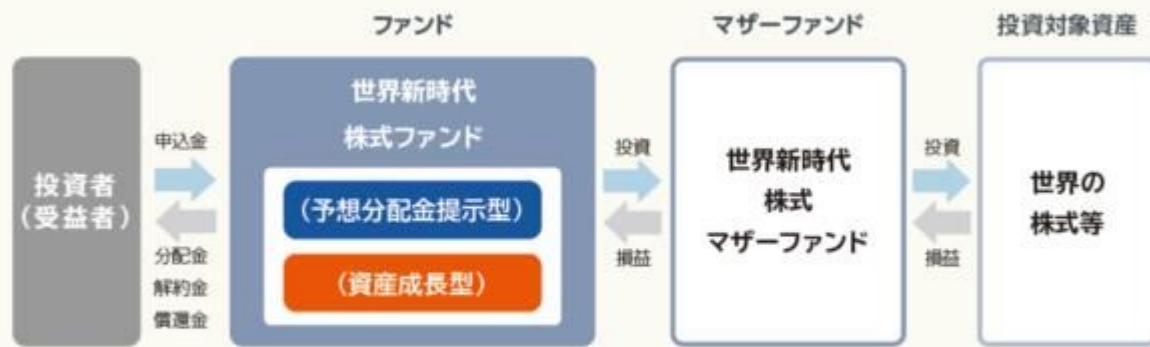 ファンド
マザーファンド
投資対象資産
投資者
(受益者)
申込金
分配金
解約金
償還金
世界新時代
株式ファンド
(予想分配金提示型)
(資産成長型)
投資
損益
世界新時代
株式
マザーファンド
投資
損益
世界の
株式等